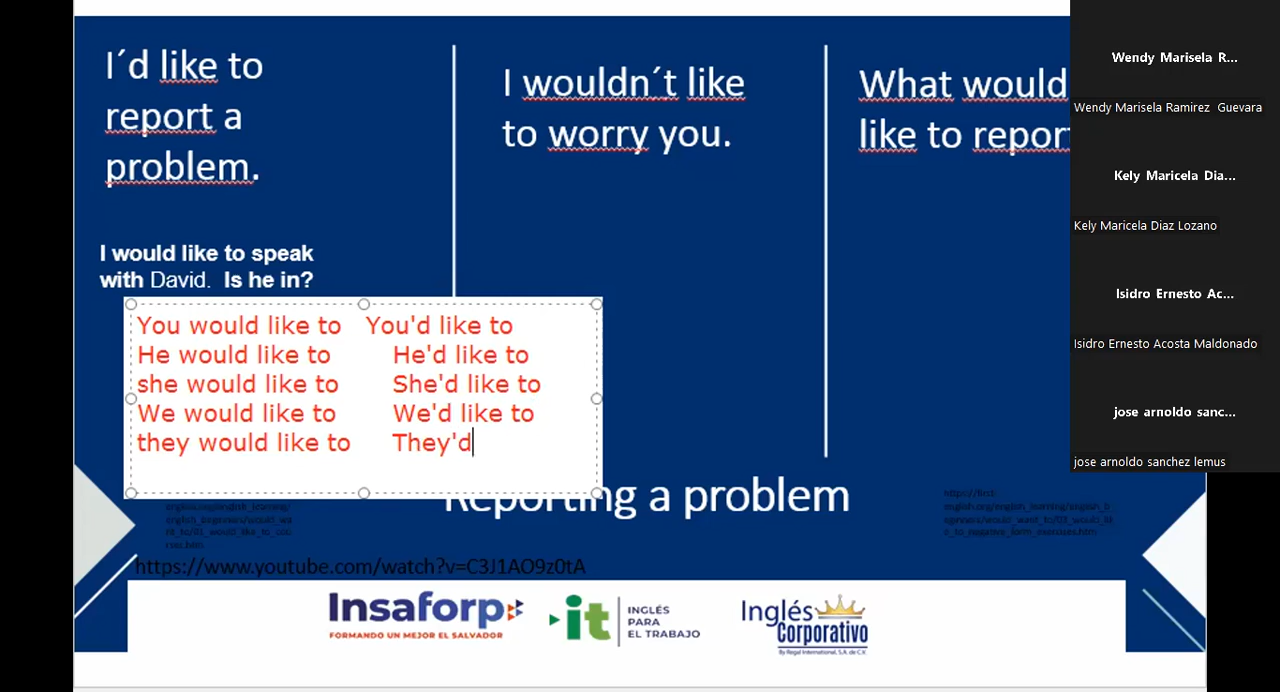 I´d like to
report a
problem.
I wouldn´t like
to worry you.
What would
like to report
I would like to speak
with David. Is he in?
You would like to You'd like to
He would like to He'd like to
she would like to She'd like to
We would like to We'd like to
they would like to They'd
Reporting a problem
https://www.youtube.com/watch?v=C3J1AO9z0tA
Insaforp
FORMANDO UN MEJOR EL SALVADOR
it
INGLÉS
PARA
EL TRABAJO
Inglés
Corporativo
By Regal International, S.A. de C.V.
Wendy Marisela R...
Wendy Marisela Ramirez Guevara
Kely Maricela Dia...
Kely Maricela Diaz Lozano
Isidro Ernesto Ac...
Isidro Ernesto Acosta Maldonado
jose arnoldo sanc...
jose arnoldo sanchez lemus